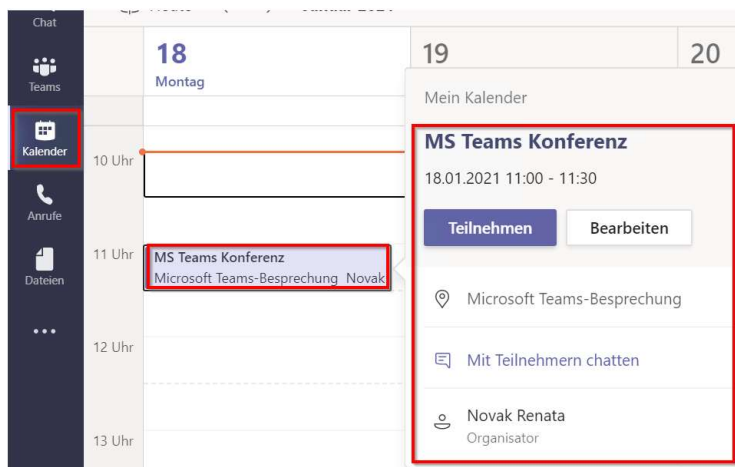 Chat
Teams
Kalender
Anrufe
Dateien
18
Montag
19
20
10 Uhr
11 Uhr
12 Uhr
13 Uhr
MS Teams Konferenz
Microsoft Teams-Besprechung Novak
Mein Kalender
MS Teams Konferenz
18.01.2021 11:00 - 11:30
Teilnehmen
Bearbeiten
Microsoft Teams-Besprechung
Mit Teilnehmern chatten
Novak Renata
Organisator